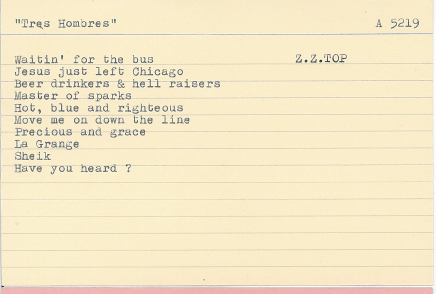 "Tres Hombres" A 5219
Waitin' for the bus Z.Z.TOP
Jesus just left Chicago
Beer drinkers & hell raisers
Master of sparks
Hot, blue and righteous
Move me on down the line
Precious and grace
La Grange
Sheik
Have you heard ?